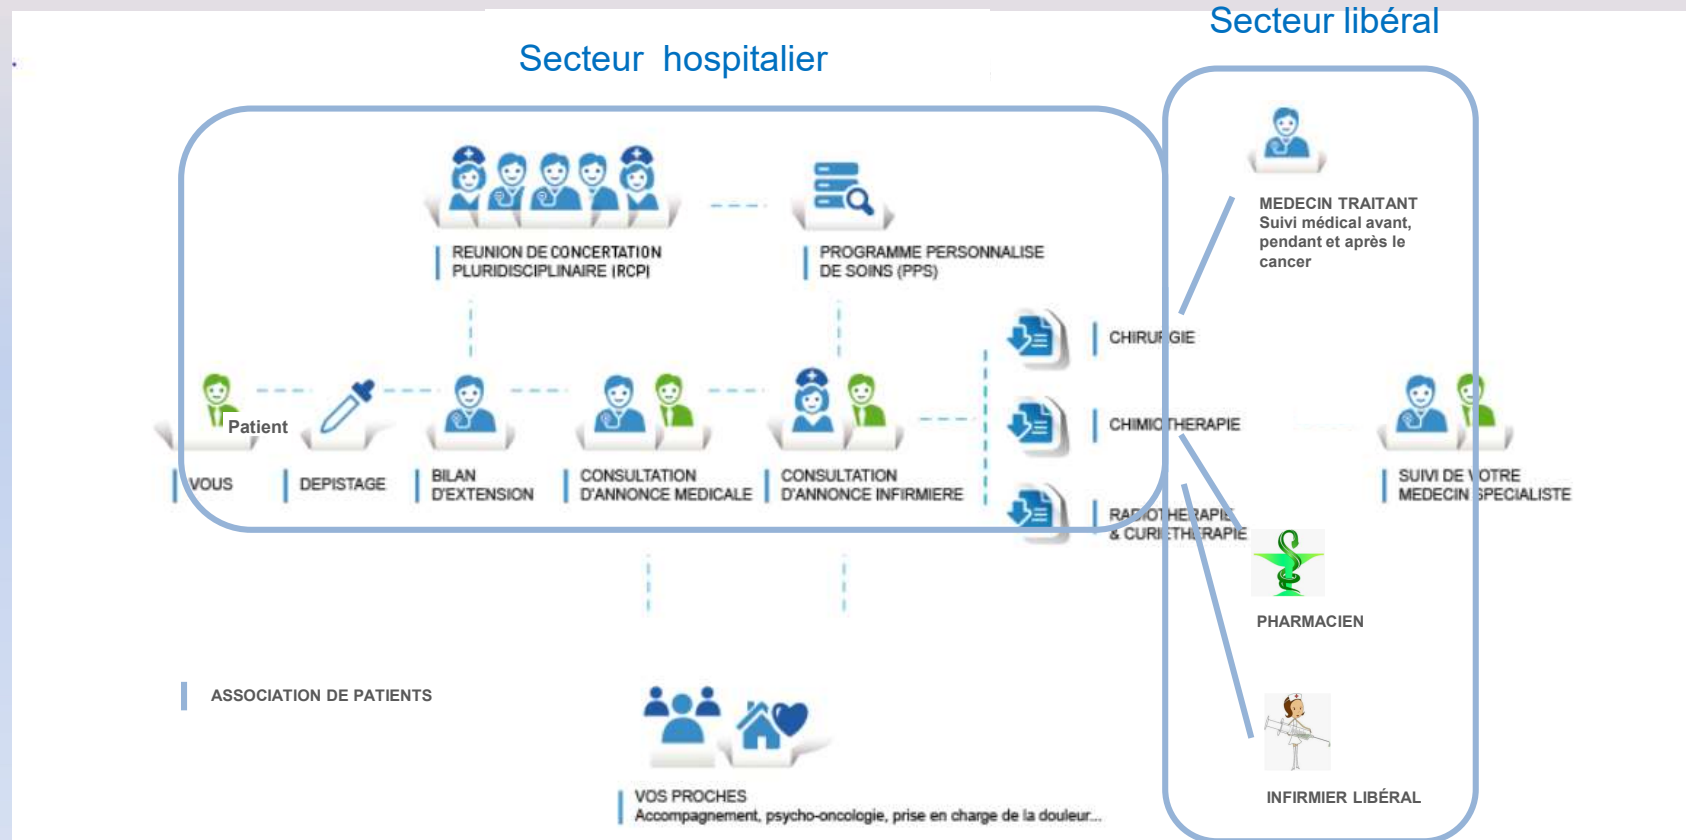 Secteur libéral
Secteur hospitalier
MEDECIN TRAITANT
Suivi médical avant,
pendant et après le
cancer
REUNION DE CONCERTATION
PLURIDISCIPLINAIRE (RCP)
PROGRAMME PERSONNALISE
DE SOINS (PPS)
CHIRURGIE
Patient
CHIMIOTHERAPIE
VOUS
DEPISTAGE
BILAN
D'EXTENSION
CONSULTATION
D'ANNONCE MEDICALE
CONSULTATION
D'ANNONCE INFIRMIERE
SUIVI DE VOTRE
MEDECIN SPECIALISTE
RADIOTHERAPIE
& CURIETHERAPIE
PHARMACIEN
ASSOCIATION DE PATIENTS
VOS PROCHES
Accompagnement, psycho-oncologie, prise en charge de la douleur...
INFIRMIER LIBÉRAL